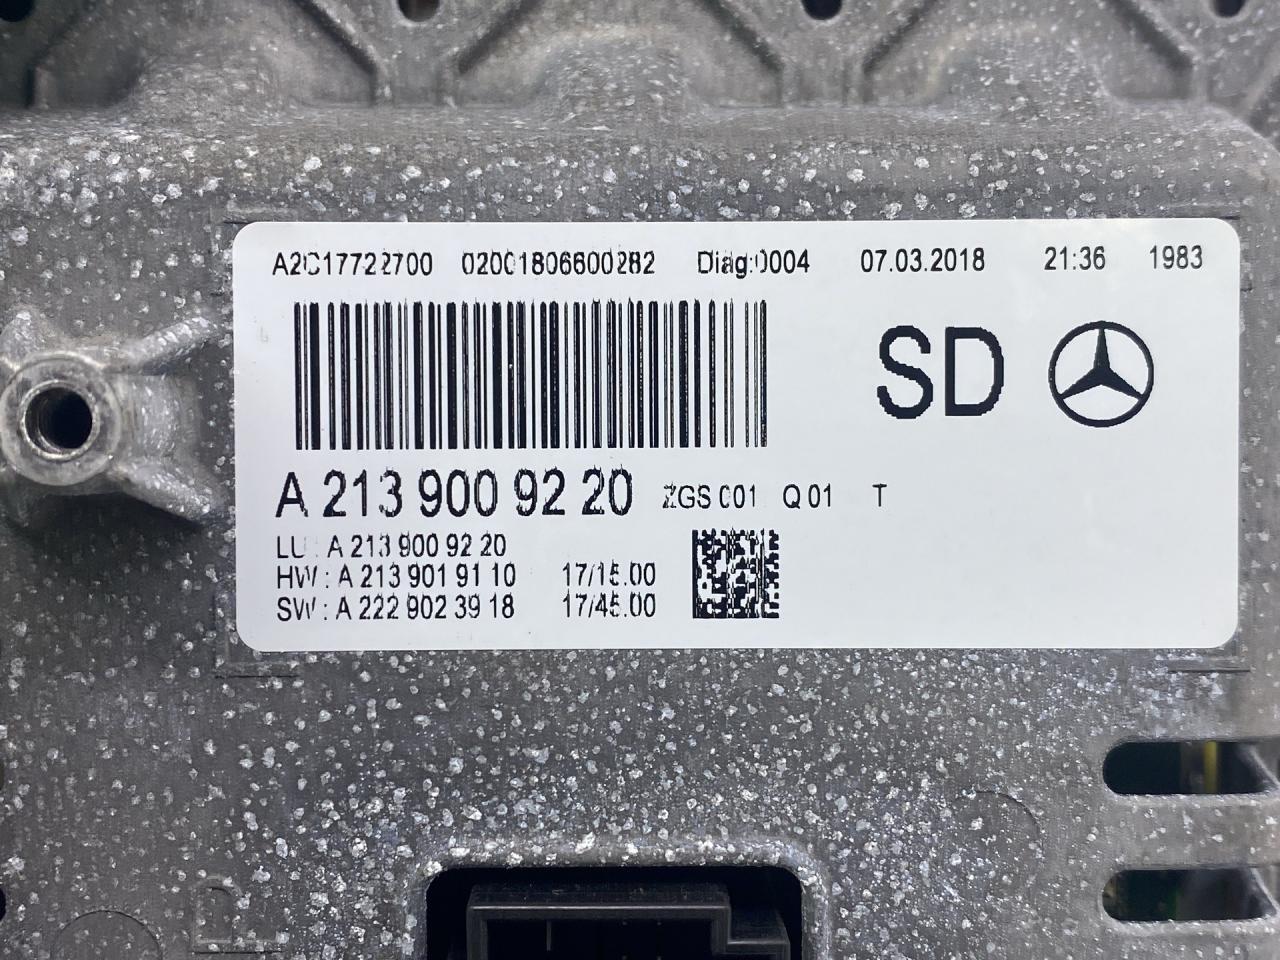 A2C17722700 02001806600282 Diag:0004 07.03.2018 21:36 1983
SD
A 213 900 92 20 ZGS 001 Q 01 T
LU : A 213 900 92 20
HW : A 213 901 91 10 17/15.00
SW : A 222 902 39 18 17/45.00